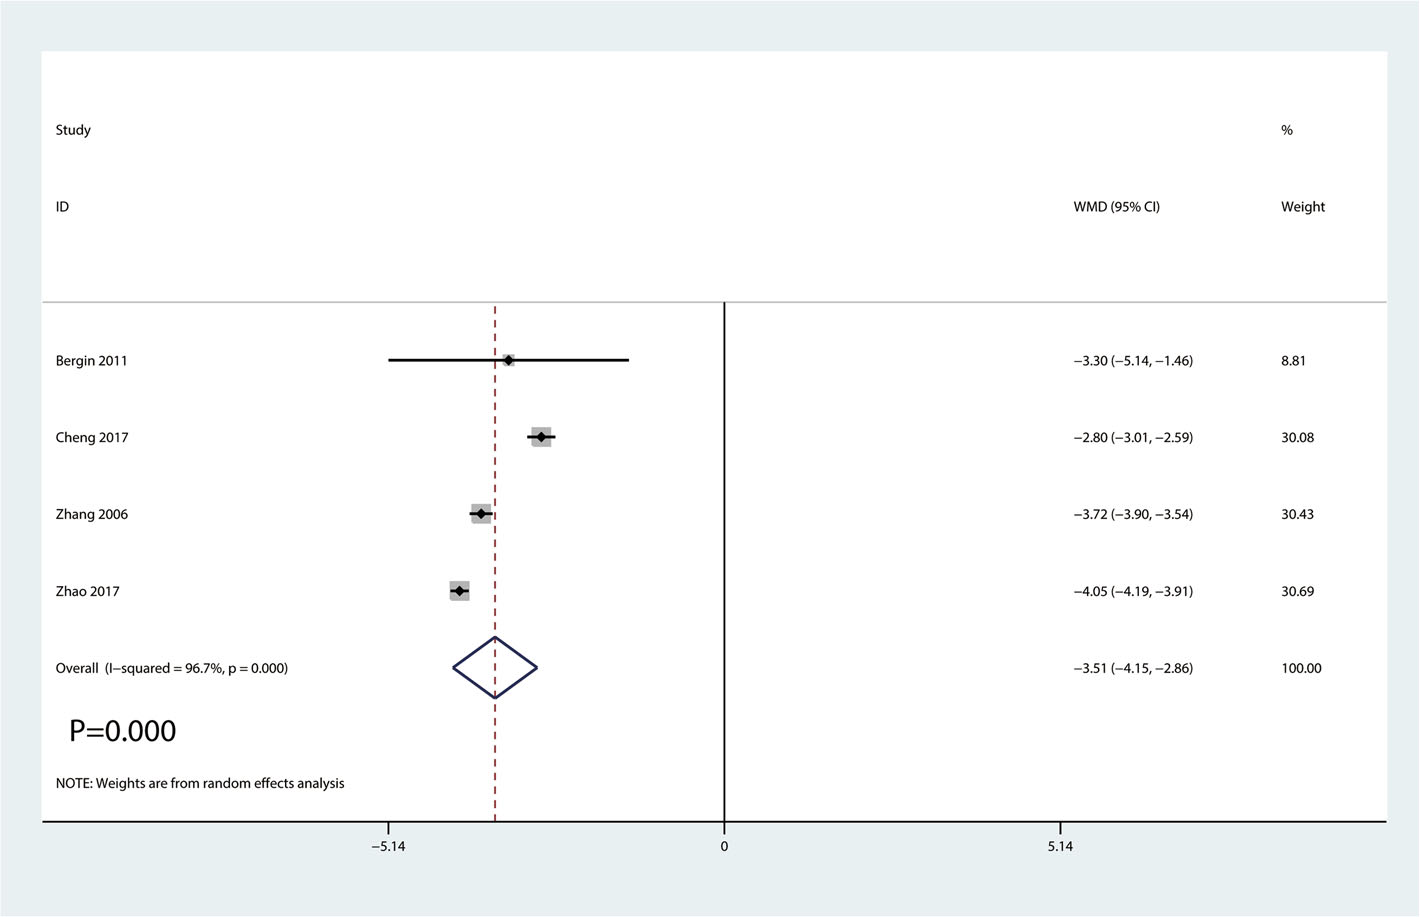 Study %
ID WMD (95% CI) Weight
Bergin 2011 −3.30 (−5.14, −1.46) 8.81
Cheng 2017 −2.80 (−3.01, −2.59) 30.08
Zhang 2006 −3.72 (−3.90, −3.54) 30.43
Zhao 2017 −4.05 (−4.19, −3.91) 30.69
Overall (I−squared = 96.7%, p = 0.000) −3.51 (−4.15, −2.86) 100.00
P=0.000
NOTE: Weights are from random effects analysis
−5.14 0 5.14